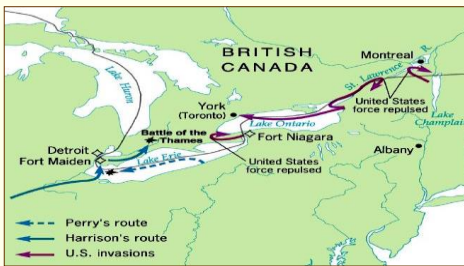 BRITISH
CANADA
Montreal
St. Lawrence R.
Lake Huron
York
(Toronto)
United States
force repulsed
Lake
Champlain
Lake Ontario
Battle of the
Thamee
Fort Niagara
Detroit
Fort Maiden
Albany
Lake Erie
United States
force repulsed
Perry's route
Harrison's route
U.S. invasions